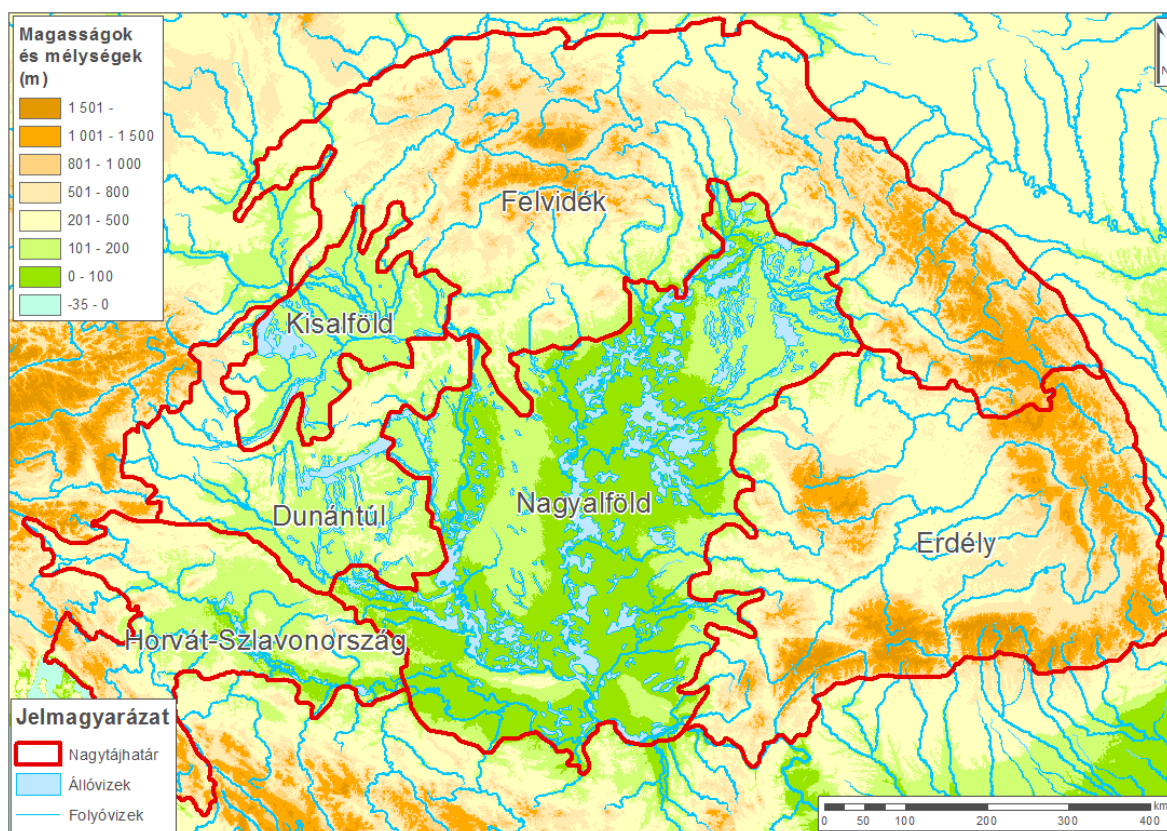 Magasságok
és mélységek
(m)
1 501 -
1 001 - 1 500
801 - 1 000
501 - 800
201 - 500
101 - 200
0 - 100
-35 - 0
N
Felvidék
Kisalföld
Dunántúl
Nagyalföld
Erdély
Horvát-Szlavonország
Jelmagyarázat
Nagytájhatár
Állóvizek
Folyóvizek
km
0 50 100 200 300 400